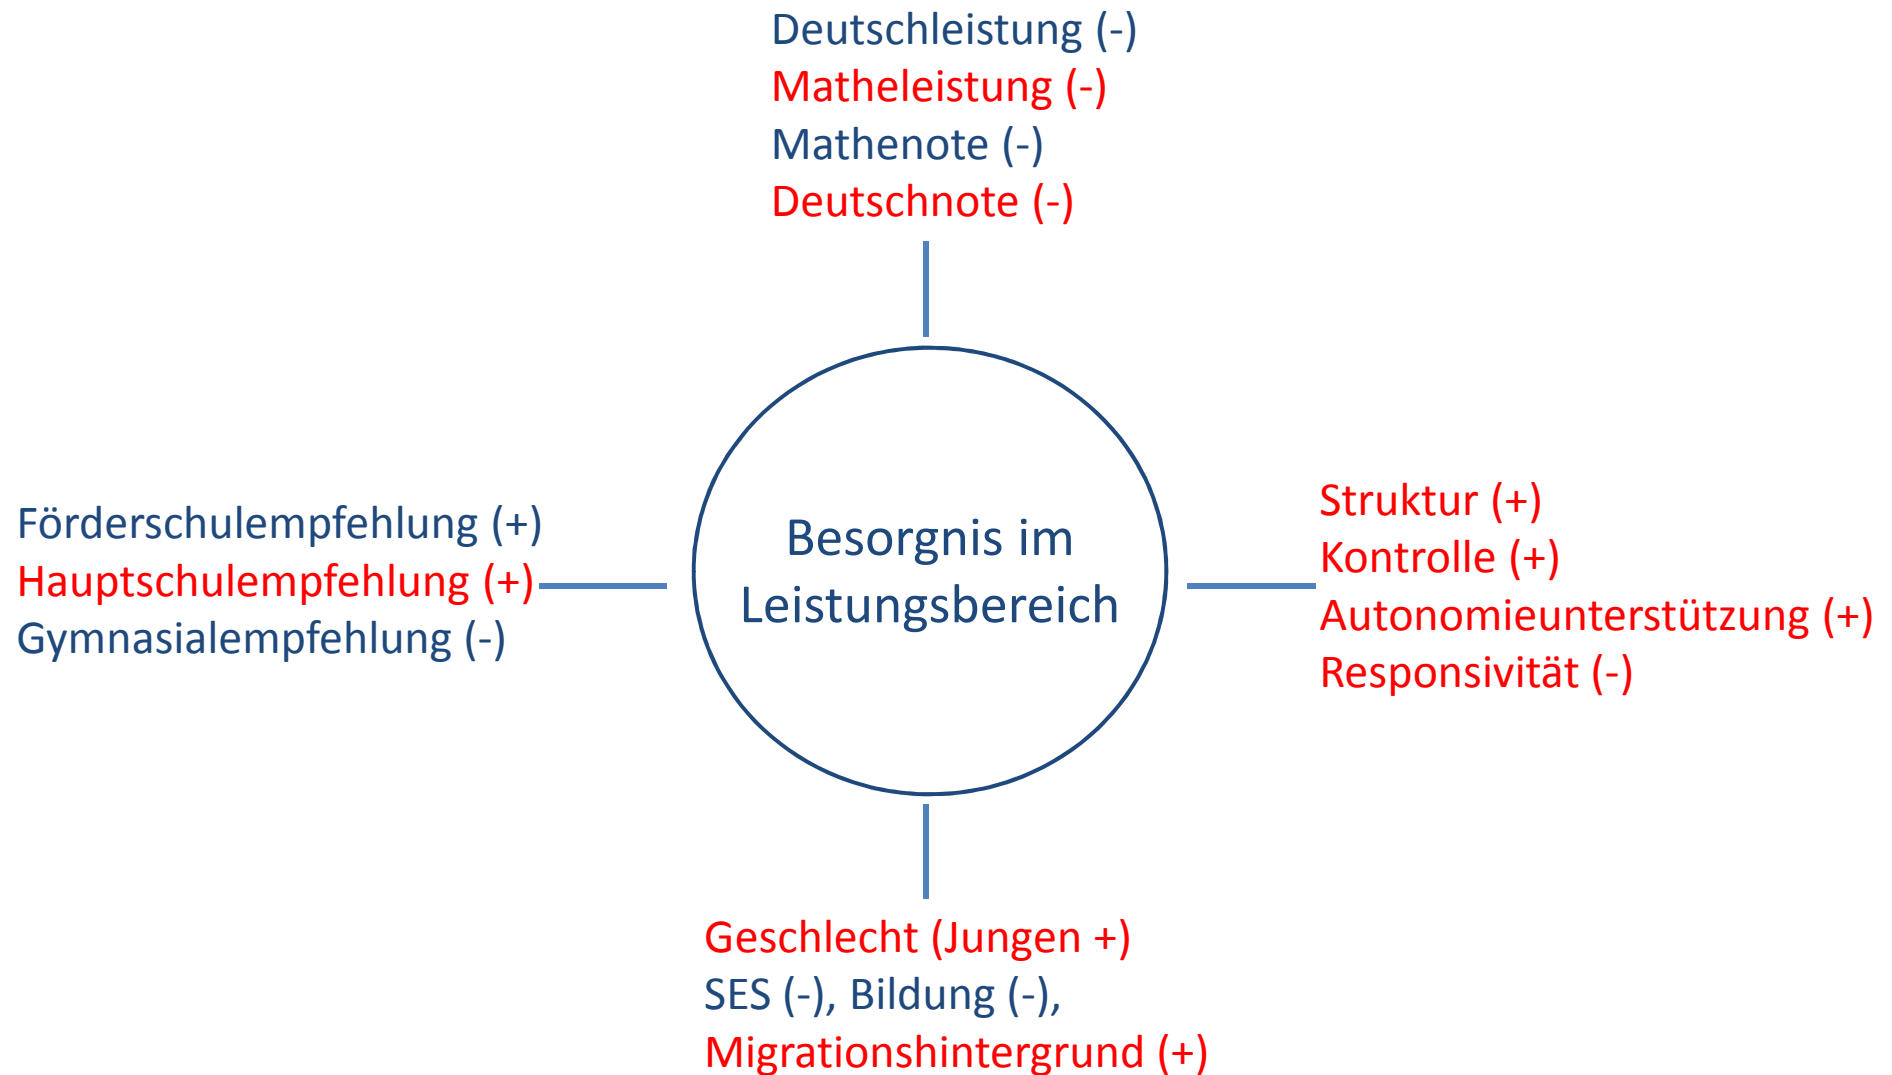 Deutschleistung (-)
Matheleistung (-)
Mathenote (-)
Deutschnote (-)
Förderschulempfehlung (+)
Hauptschulempfehlung (+)
Gymnasialempfehlung (-)
Besorgnis im
Leistungsbereich
Struktur (+)
Kontrolle (+)
Autonomieunterstützung (+)
Responsivität (-)
Geschlecht (Jungen +)
SES (-), Bildung (-),
Migrationshintergrund (+)